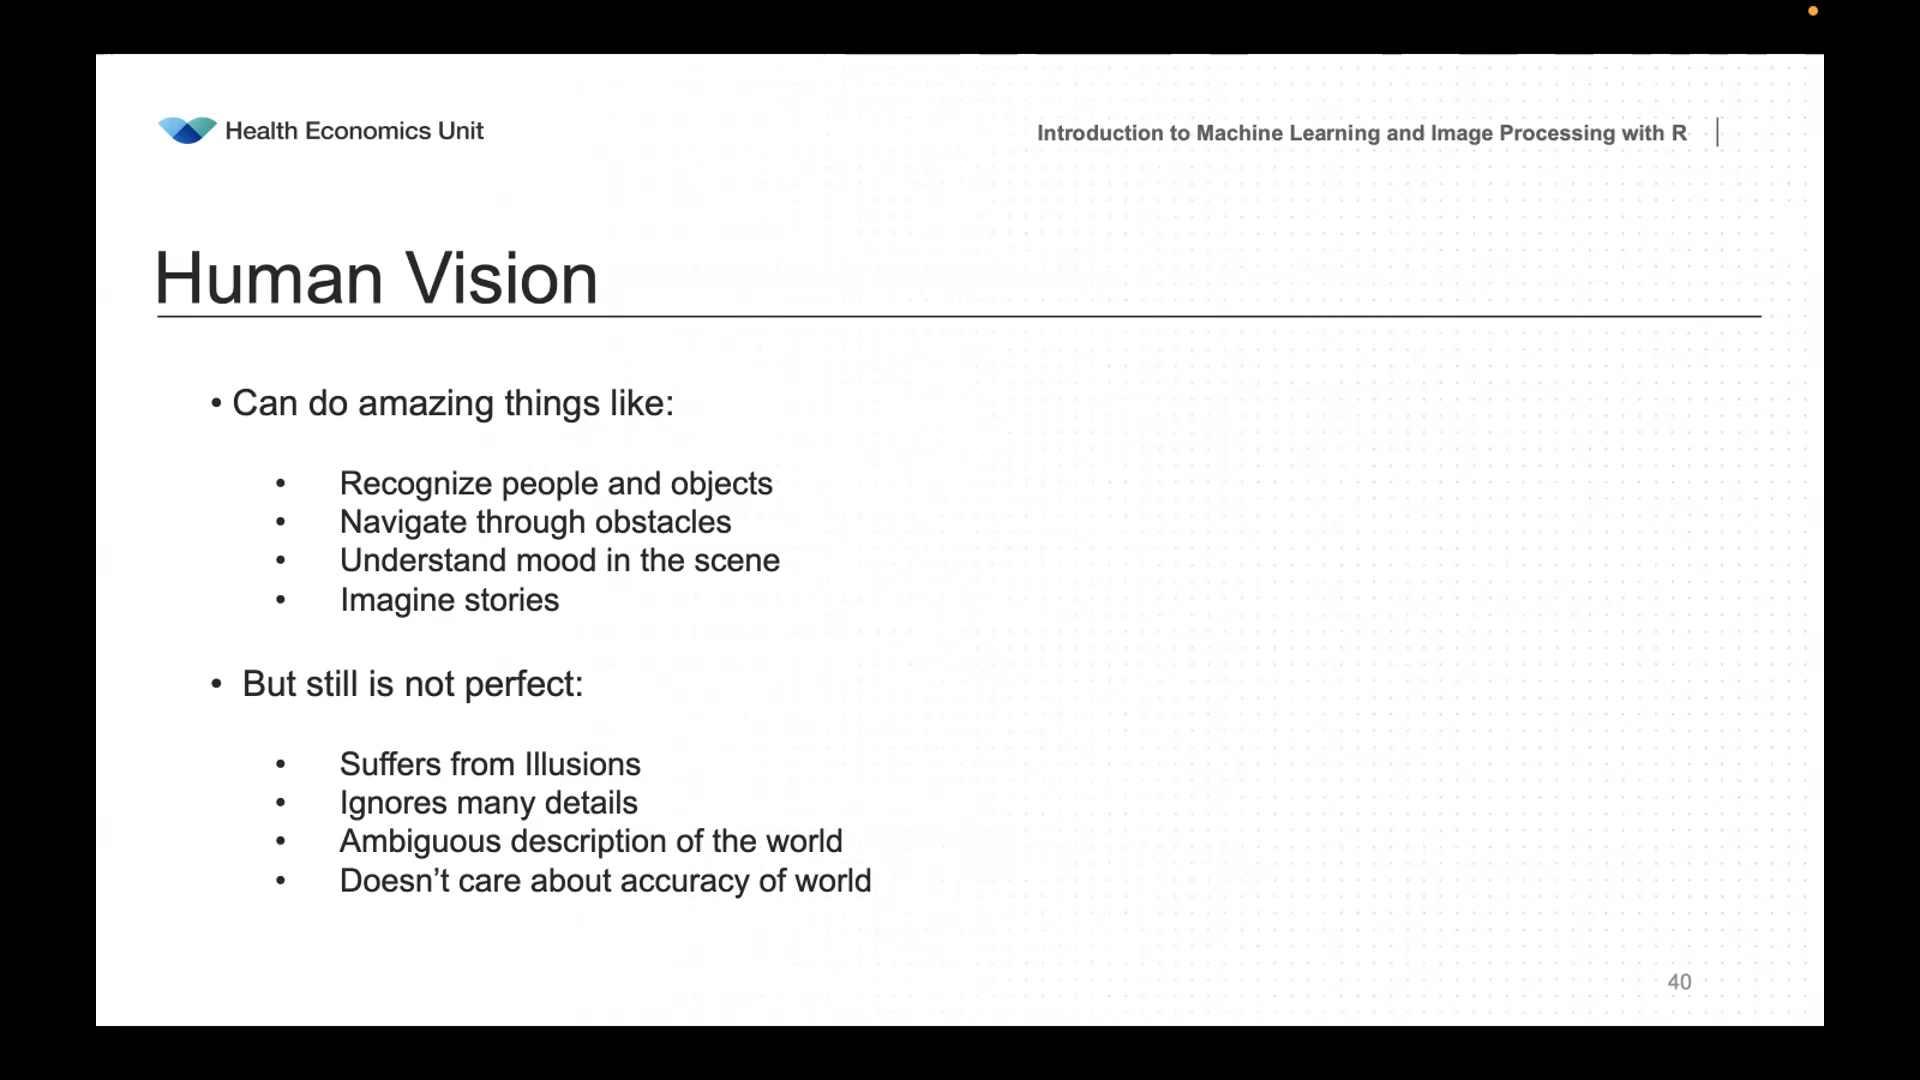 Health Economics Unit
Introduction to Machine Learning and Image Processing with R
Human Vision
• Can do amazing things like:
• Recognize people and objects
• Navigate through obstacles
• Understand mood in the scene
• Imagine stories
• But still is not perfect:
• Suffers from Illusions
• Ignores many details
• Ambiguous description of the world
• Doesn’t care about accuracy of world
40